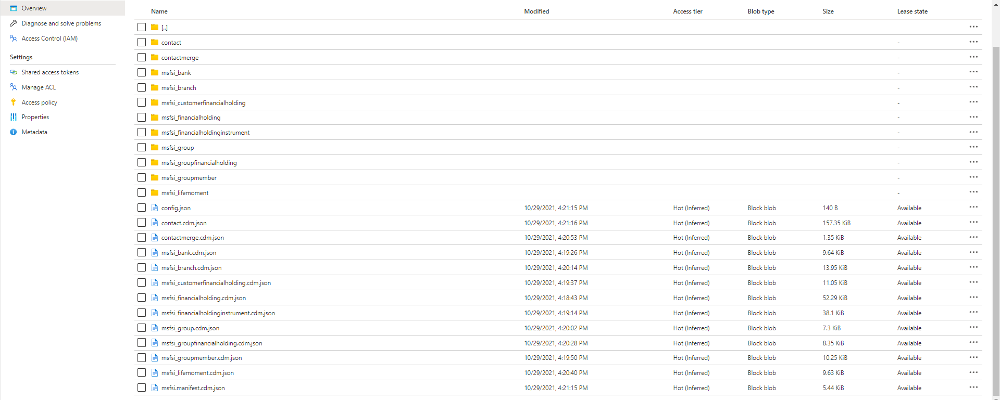 Overview
Diagnose and solve problems
Access Control (IAM)
Settings
Shared access tokens
Manage ACL
Access policy
Properties
Metadata
Name Modified Access tier Blob type Size Lease state
[..]
contact -
contactmerge -
msfsi_bank -
msfsi_branch -
msfsi_customerfinancialholding -
msfsi_financialholding -
msfsi_financialholdinginstrument -
msfsi_group -
msfsi_groupfinancialholding -
msfsi_groupmember -
msfsi_lifemoment -
config.json 10/29/2021, 4:21:15 PM Hot (Inferred) Block blob 140 B Available
contact.cdm.json 10/29/2021, 4:21:16 PM Hot (Inferred) Block blob 157.35 KiB Available
contactmerge.cdm.json 10/29/2021, 4:20:53 PM Hot (Inferred) Block blob 1.35 KiB Available
msfsi_bank.cdm.json 10/29/2021, 4:19:26 PM Hot (Inferred) Block blob 9.64 KiB Available
msfsi_branch.cdm.json 10/29/2021, 4:20:14 PM Hot (Inferred) Block blob 13.95 KiB Available
msfsi_customerfinancialholding.cdm.json 10/29/2021, 4:19:37 PM Hot (Inferred) Block blob 11.05 KiB Available
msfsi_financialholding.cdm.json 10/29/2021, 4:18:43 PM Hot (Inferred) Block blob 52.29 KiB Available
msfsi_financialholdinginstrument.cdm.json 10/29/2021, 4:19:14 PM Hot (Inferred) Block blob 38.1 KiB Available
msfsi_group.cdm.json 10/29/2021, 4:20:02 PM Hot (Inferred) Block blob 7.3 KiB Available
msfsi_groupfinancialholding.cdm.json 10/29/2021, 4:20:28 PM Hot (Inferred) Block blob 8.35 KiB Available
msfsi_groupmember.cdm.json 10/29/2021, 4:19:50 PM Hot (Inferred) Block blob 10.25 KiB Available
msfsi_lifemoment.cdm.json 10/29/2021, 4:20:40 PM Hot (Inferred) Block blob 9.63 KiB Available
msfsi.manifest.cdm.json 10/29/2021, 4:21:15 PM Hot (Inferred) Block blob 5.44 KiB Available